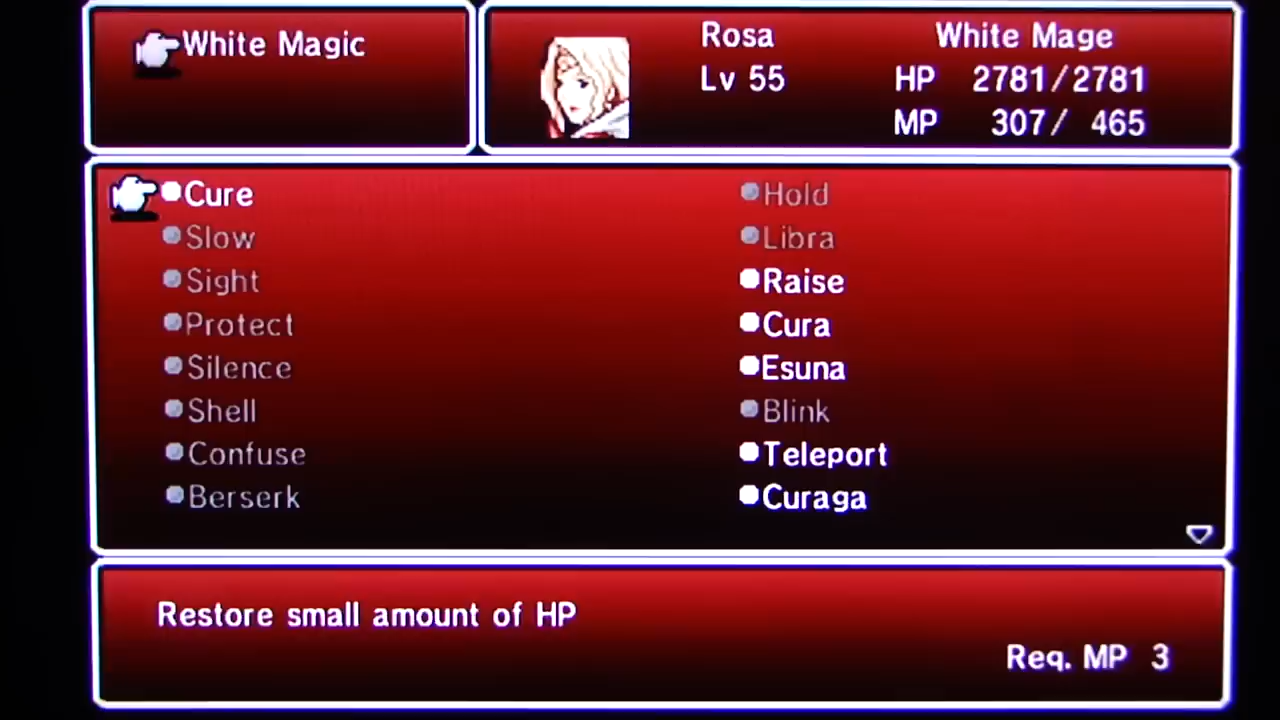 White Magic
Rosa White Mage
Lv 55 HP 2781/2781
MP 307/ 465
Cure Hold
Slow Libra
Sight Raise
Protect Cura
Silence Esuna
Shell Blink
Confuse Teleport
Berserk Curaga
Restore small amount of HP
Req. MP 3